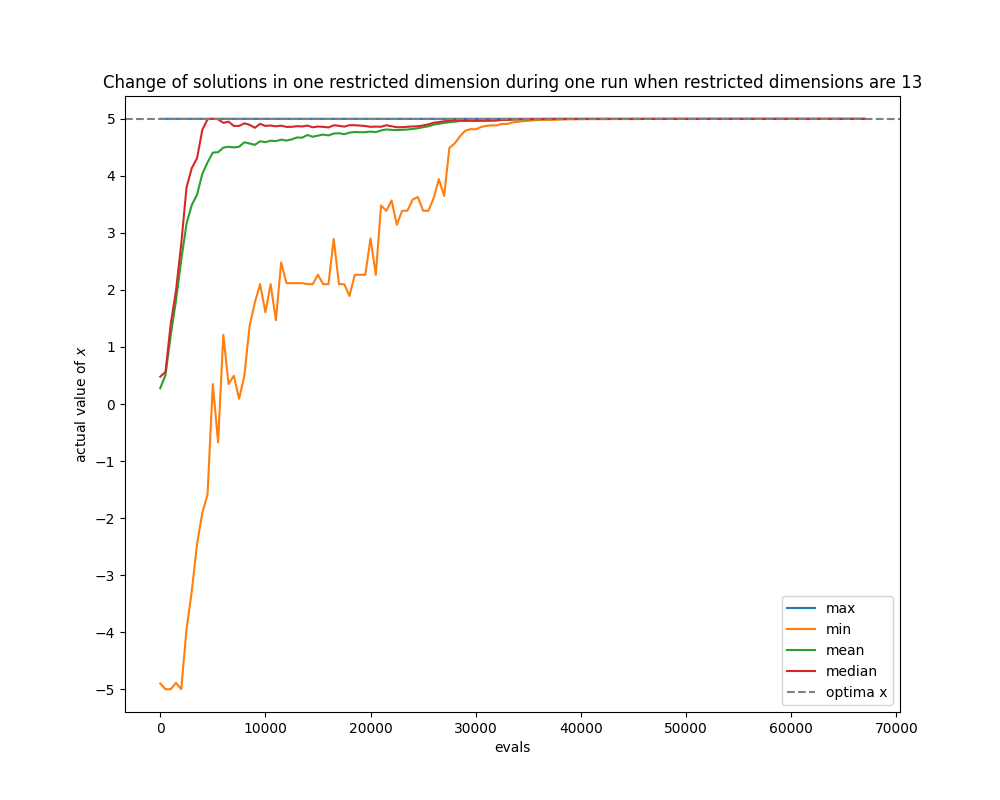 Change of solutions in one restricted dimension during one run when restricted dimensions are 13
5
4
3
2
1
0
−1
−2
−3
−4
−5
actual value of x
max
min
mean
median
optima x
0 10000 20000 30000 40000 50000 60000 70000
evals